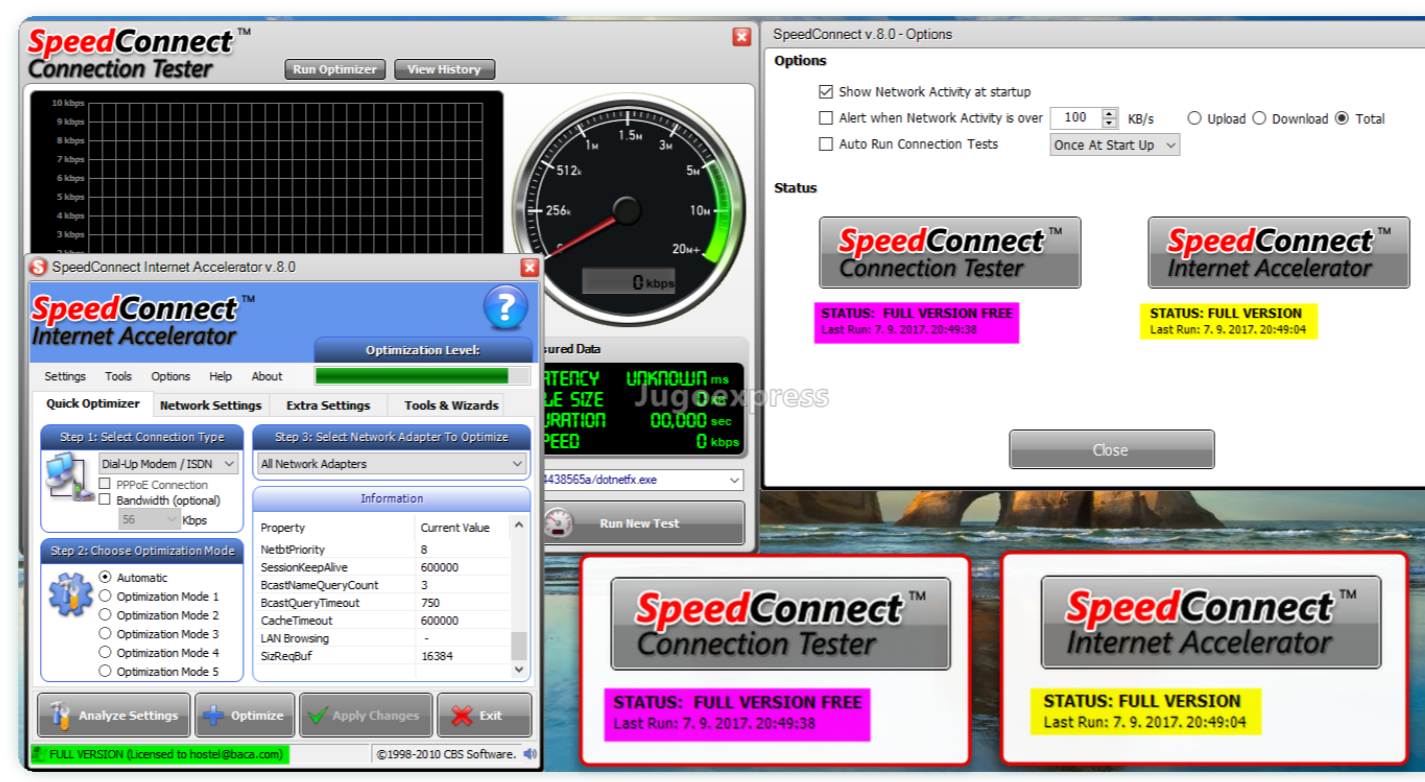 SpeedConnect™
Connection Tester
Run Optimizer
View History
10 kbps
9 kbps
8 kbps
7 kbps
6 kbps
5 kbps
4 kbps
3 kbps
256k
512k
1M
1.5M
3M
5M
10M
20M+
0 kbps
SpeedConnect v.8.0 - Options
Options
Show Network Activity at startup
Alert when Network Activity is over 100 KB/s Upload Download Total
Auto Run Connection Tests Once At Start Up
Status
SpeedConnect™
Connection Tester
STATUS: FULL VERSION FREE
Last Run: 7. 9. 2017. 20:49:38
SpeedConnect™
Internet Accelerator
STATUS: FULL VERSION
Last Run: 7. 9. 2017. 20:49:04
Close
SpeedConnect Internet Accelerator v.8.0
SpeedConnect™
Internet Accelerator
?
Optimization Level:
Settings Tools Options Help About
Quick Optimizer Network Settings Extra Settings Tools & Wizards
Step 1: Select Connection Type
Dial-Up Modem / ISDN
PPPoE Connection
Bandwidth (optional)
56 Kbps
Step 2: Choose Optimization Mode
Automatic
Optimization Mode 1
Optimization Mode 2
Optimization Mode 3
Optimization Mode 4
Optimization Mode 5
Step 3: Select Network Adapter To Optimize
All Network Adapters
Information
Property Current Value
NetbtPriority 8
SessionKeepAlive 600000
BcastNameQueryCount 3
BcastQueryTimeout 750
CacheTimeout 600000
LAN Browsing -
SizReqBuf 16384
Analyze Settings
Optimize
Apply Changes
Exit
FULL VERSION (Licensed to hostel@baca.com)
©1998-2010 CBS Software.
sured Data
ATENCY UNKNOWN ms
LE SIZE 0
URATION 00,000 sec
PEED 0 kbps
4438565a/dotnetfx.exe
Run New Test
Jugoexpress
SpeedConnect™
Connection Tester
STATUS: FULL VERSION FREE
Last Run: 7. 9. 2017. 20:49:38
SpeedConnect™
Internet Accelerator
STATUS: FULL VERSION
Last Run: 7. 9. 2017. 20:49:04